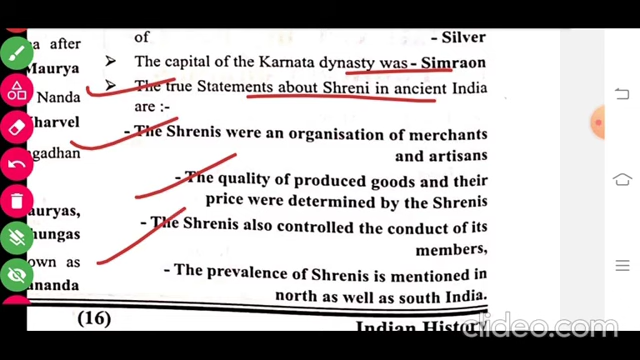 a after
Maurya
Nanda
Kharvel
gadhan
auryas,
hungas
own as
ananda
of
- Silver
➤ The capital of the Karnata dynasty was - Simraon
➤ The true Statements about Shreni in ancient India
are :-
- The Shrenis were an organisation of merchants
and artisans
- The quality of produced goods and their
price were determined by the Shrenis
- The Shrenis also controlled the conduct of its
members,
- The prevalence of Shrenis is mentioned in
north as well as south India.
(16)
Indian History
clideo.com